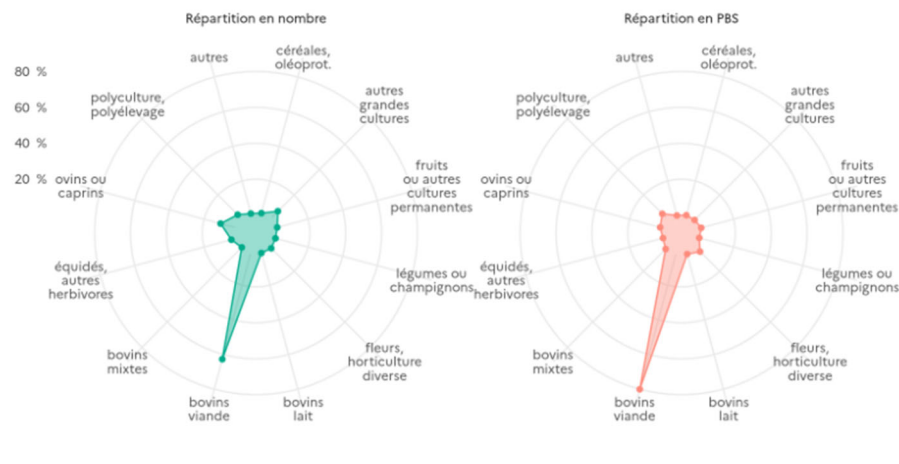 Répartition en nombre
autres
céréales,
oléoprot.
80 %
60 %
40 %
20 %
polyculture,
polyélevage
autres
grandes
cultures
ovins ou
caprins
fruits
ou autres
cultures
permanentes
équidés,
autres
herbivores
légumes ou
champignons
bovins
mixtes
fleurs,
horticulture
diverse
bovins
viande
bovins
lait
Répartition en PBS
autres
céréales,
oléoprot.
polyculture,
polyélevage
autres
grandes
cultures
ovins ou
caprins
fruits
ou autres
cultures
permanentes
équidés,
autres
herbivores
légumes ou
champignons
bovins
mixtes
fleurs,
horticulture
diverse
bovins
viande
bovins
lait